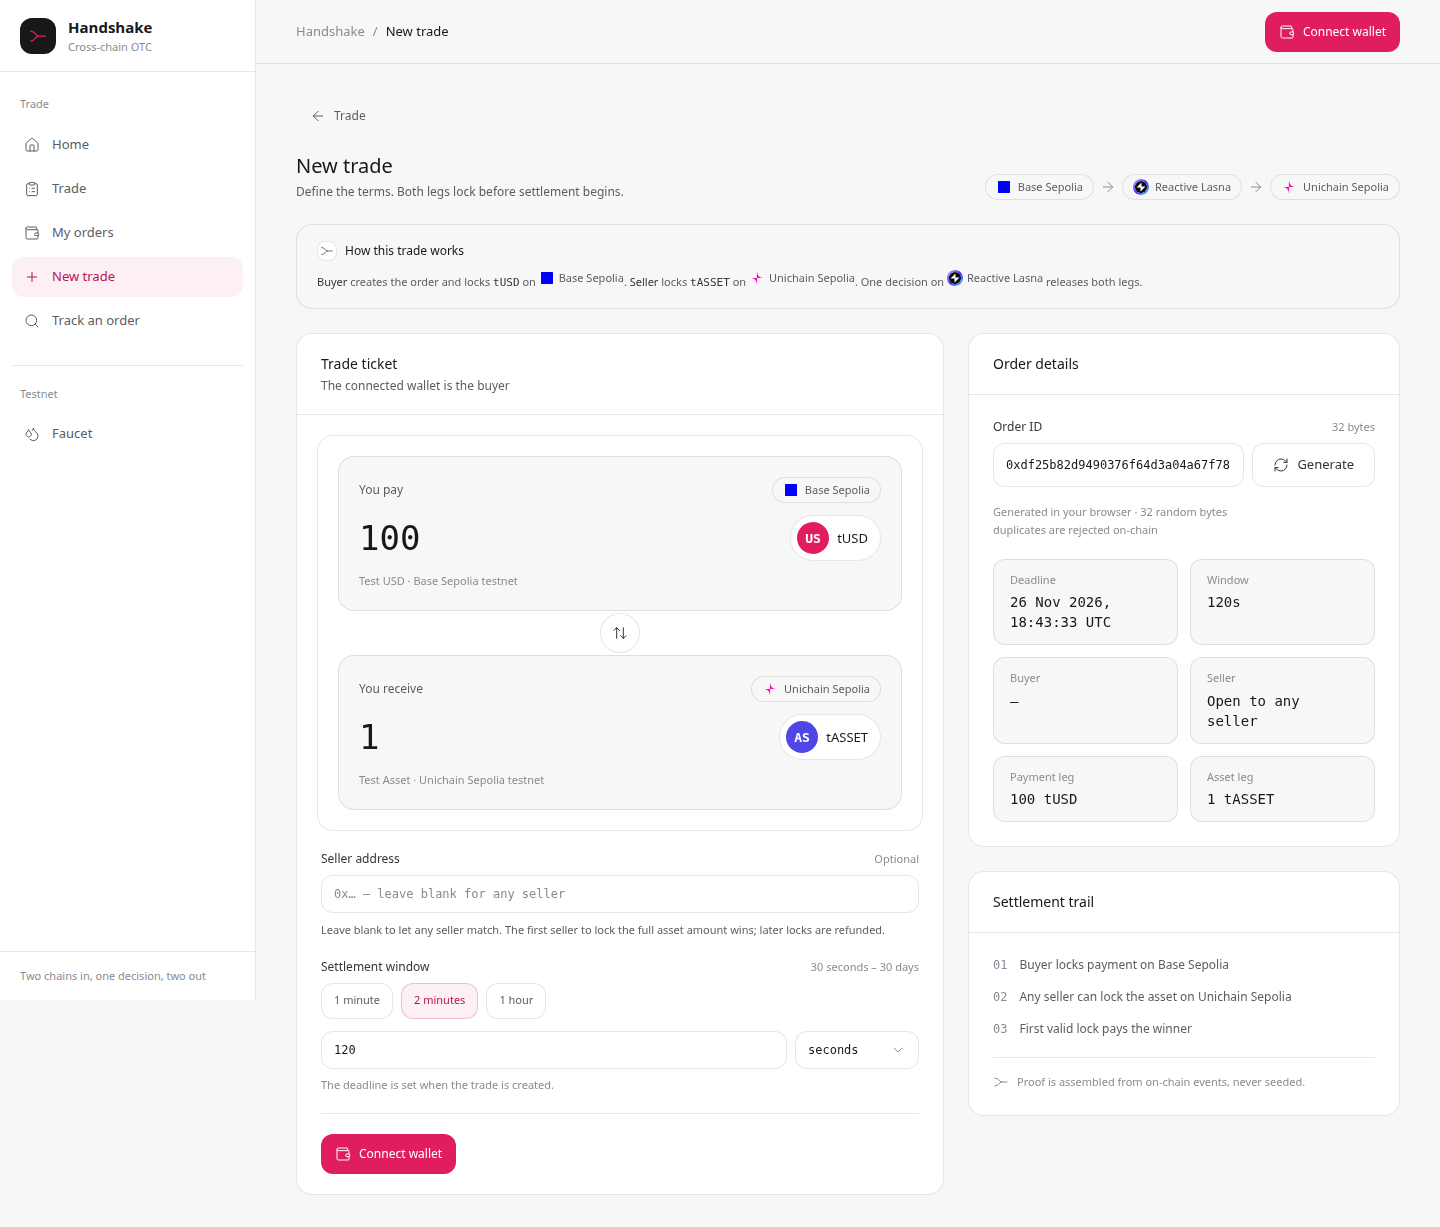 Handshake
Cross-chain OTC
Trade
Home
Trade
My orders
New trade
Track an order
Testnet
Faucet
Two chains in, one decision, two out
Handshake / New trade
Connect wallet
Trade
New trade
Define the terms. Both legs lock before settlement begins.
Base Sepolia
Reactive Lasna
Unichain Sepolia
How this trade works
Buyer creates the order and locks tUSD on Base Sepolia. Seller locks tASSET on Unichain Sepolia. One decision on Reactive Lasna releases both legs.
Trade ticket
The connected wallet is the buyer
You pay
Base Sepolia
100
US tUSD
Test USD · Base Sepolia testnet
You receive
Unichain Sepolia
1
AS tASSET
Test Asset · Unichain Sepolia testnet
Seller address
Optional
0x… — leave blank for any seller
Leave blank to let any seller match. The first seller to lock the full asset amount wins; later locks are refunded.
Settlement window
30 seconds – 30 days
1 minute
2 minutes
1 hour
120
seconds
The deadline is set when the trade is created.
Connect wallet
Order details
Order ID
32 bytes
0xdf25b82d9490376f64d3a04a67f78
Generate
Generated in your browser · 32 random bytes
duplicates are rejected on-chain
Deadline
26 Nov 2026,
18:43:33 UTC
Window
120s
Buyer
—
Seller
Open to any
seller
Payment leg
100 tUSD
Asset leg
1 tASSET
Settlement trail
01 Buyer locks payment on Base Sepolia
02 Any seller can lock the asset on Unichain Sepolia
03 First valid lock pays the winner
Proof is assembled from on-chain events, never seeded.